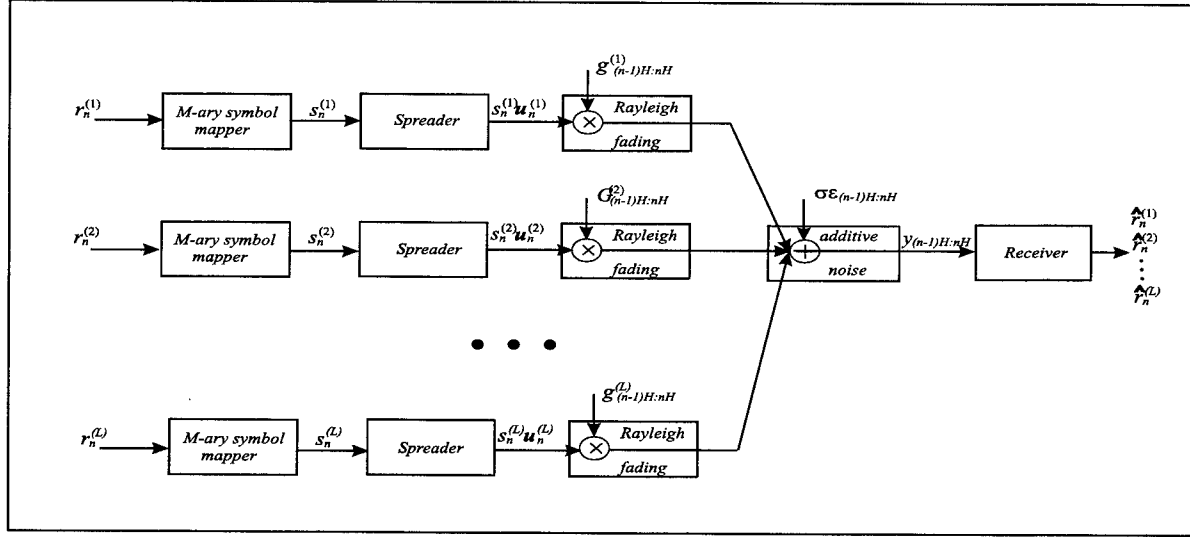 g^{(1)}_{(n-1)H:nH}
r_n^{(1)} M-ary symbol mapper s_n^{(1)} Spreader s_n^{(1)}u_n^{(1)} × Rayleigh fading
G^{(2)}_{(n-1)H:nH} σε_{(n-1)H:nH}
r_n^{(2)} M-ary symbol mapper s_n^{(2)} Spreader s_n^{(2)}u_n^{(2)} × Rayleigh fading + additive noise y_{(n-1)H:nH} Receiver
r̂_n^{(1)}
r̂_n^{(2)}
⋮
r̂_n^{(L)}
• • •
g^{(L)}_{(n-1)H:nH}
r_n^{(L)} M-ary symbol mapper s_n^{(L)} Spreader s_n^{(L)}u_n^{(L)} × Rayleigh fading